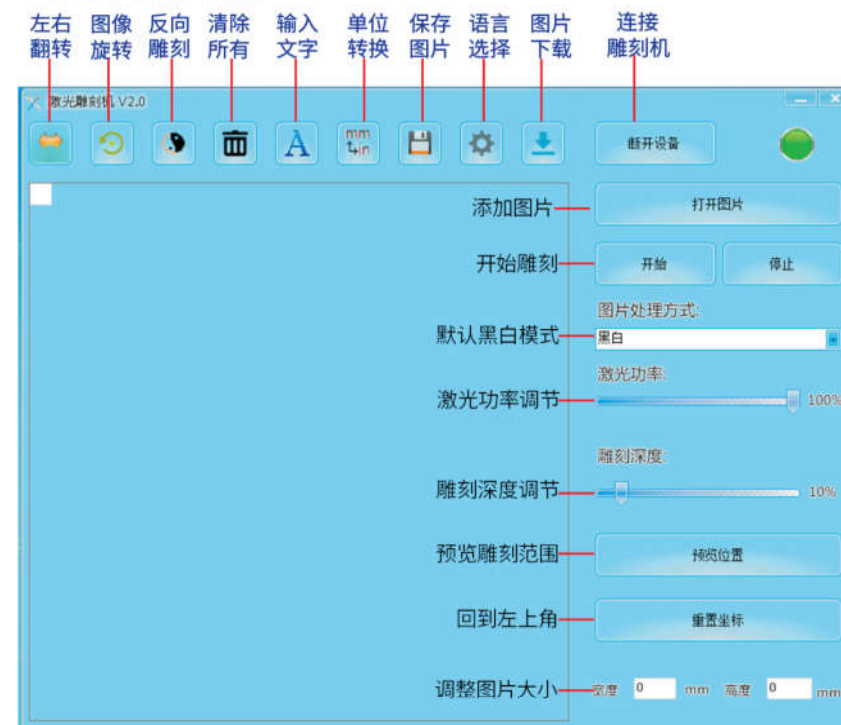 左右 图像 反向 清除 输入 单位 保存 语言 图片 连接
翻转 旋转 雕刻 所有 文字 转换 图片 选择 下载 雕刻机
激光雕刻机 V2.0
mm
in
A
断开设备
添加图片 打开图片
开始雕刻 开始 停止
图片处理方式:
默认黑白模式 黑白
激光功率:
激光功率调节 100%
雕刻深度:
雕刻深度调节 10%
预览雕刻范围 预览位置
回到左上角 重置坐标
调整图片大小 宽度 0 mm 高度 0 mm